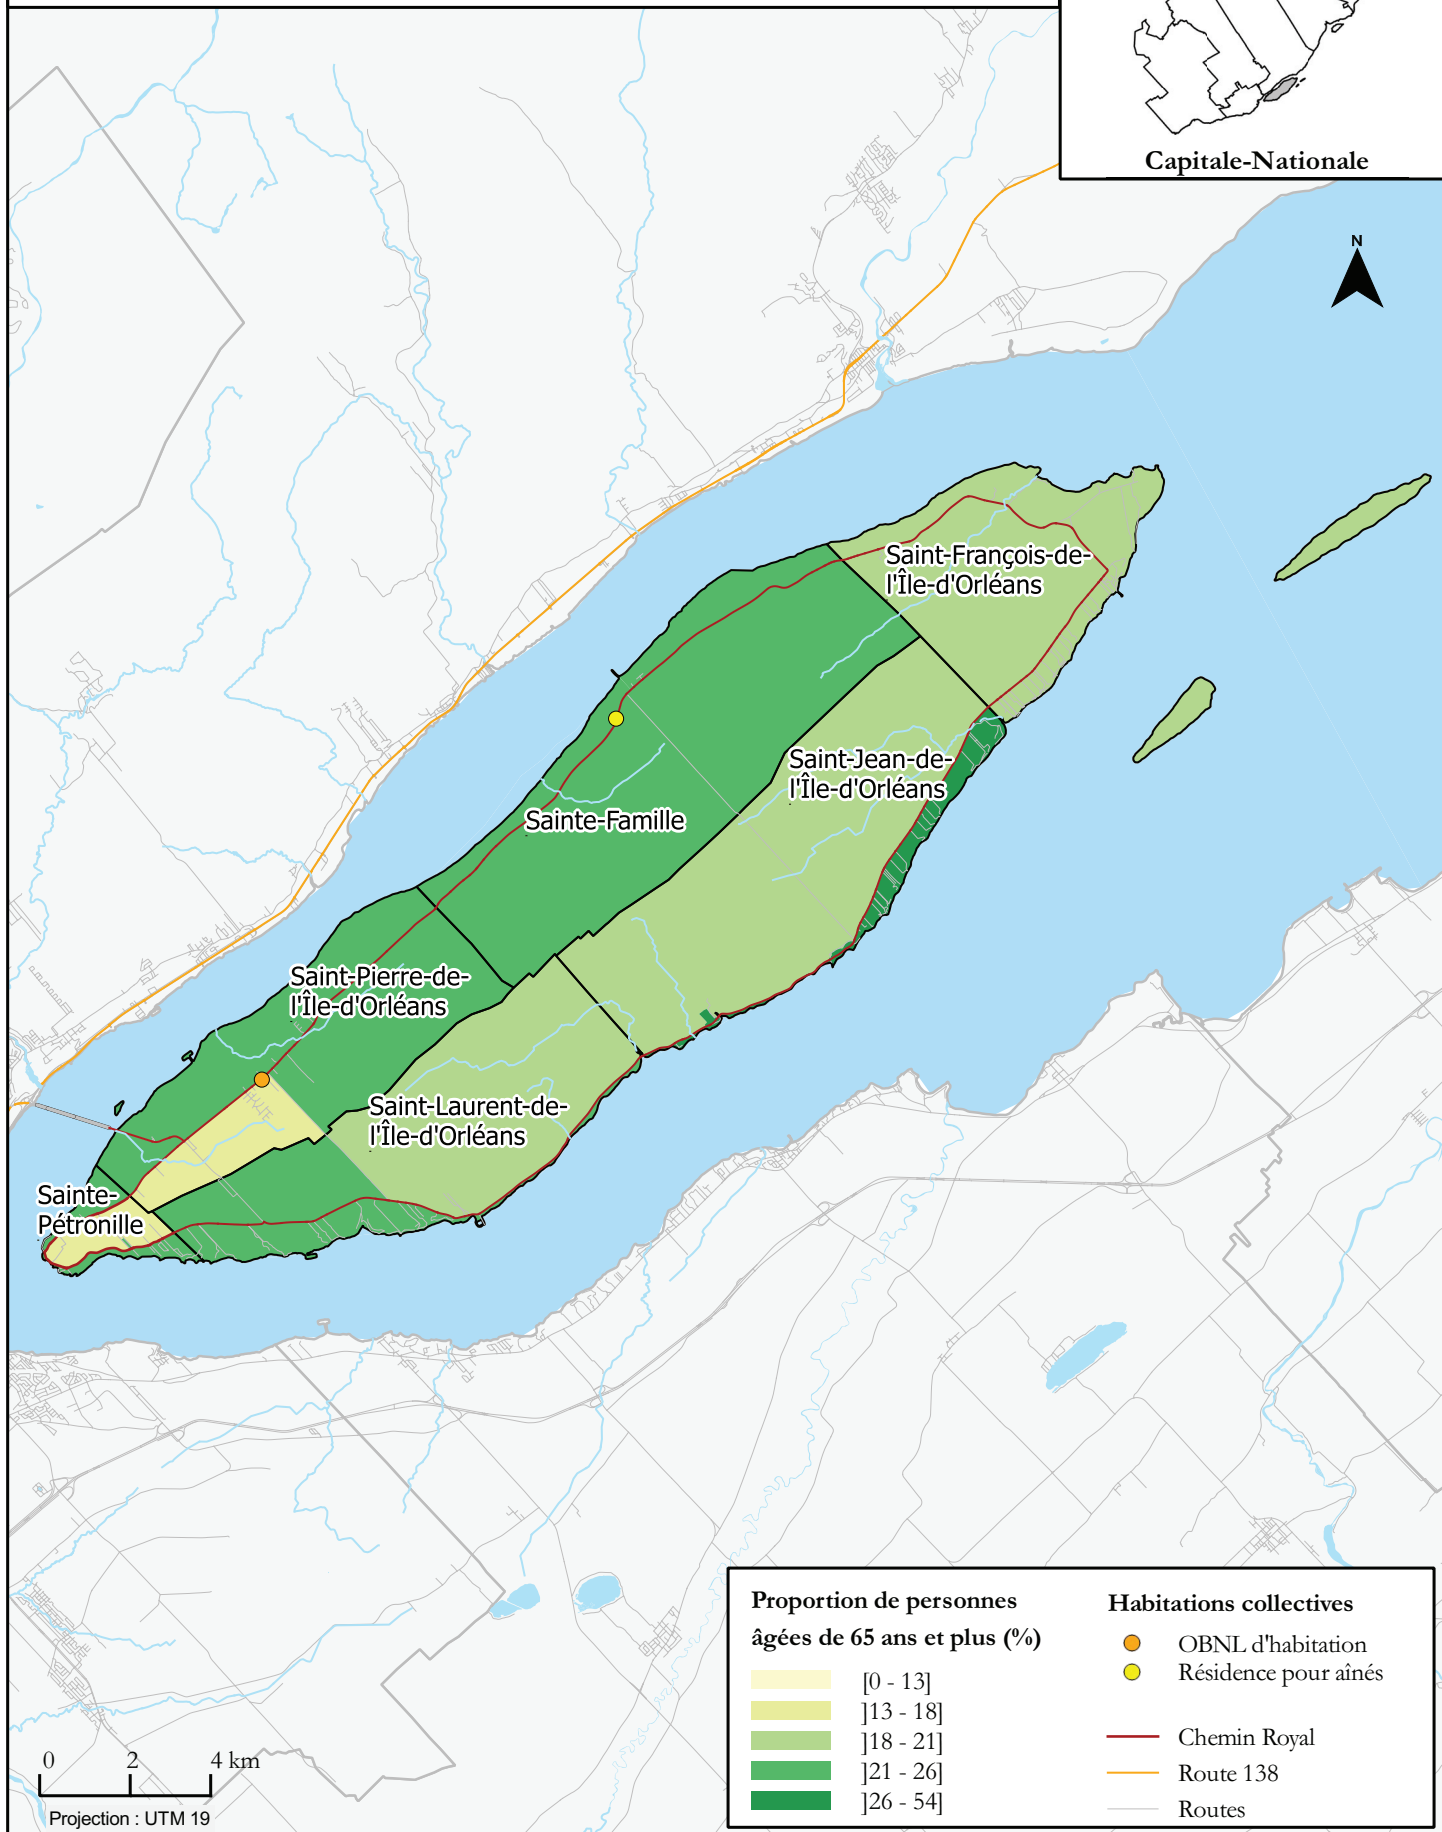 Capitale-Nationale
N
Saint-François-de-
l'Île-d'Orléans
Saint-Jean-de-
l'Île-d'Orléans
Sainte-Famille
Saint-Pierre-de-
l'Île-d'Orléans
Saint-Laurent-de-
l'Île-d'Orléans
Sainte-
Pétronille
Proportion de personnes
âgées de 65 ans et plus (%)
[0 - 13]
]13 - 18]
]18 - 21]
]21 - 26]
]26 - 54]
Habitations collectives
OBNL d'habitation
Résidence pour aînés
Chemin Royal
Route 138
Routes
0 2 4 km
Projection : UTM 19